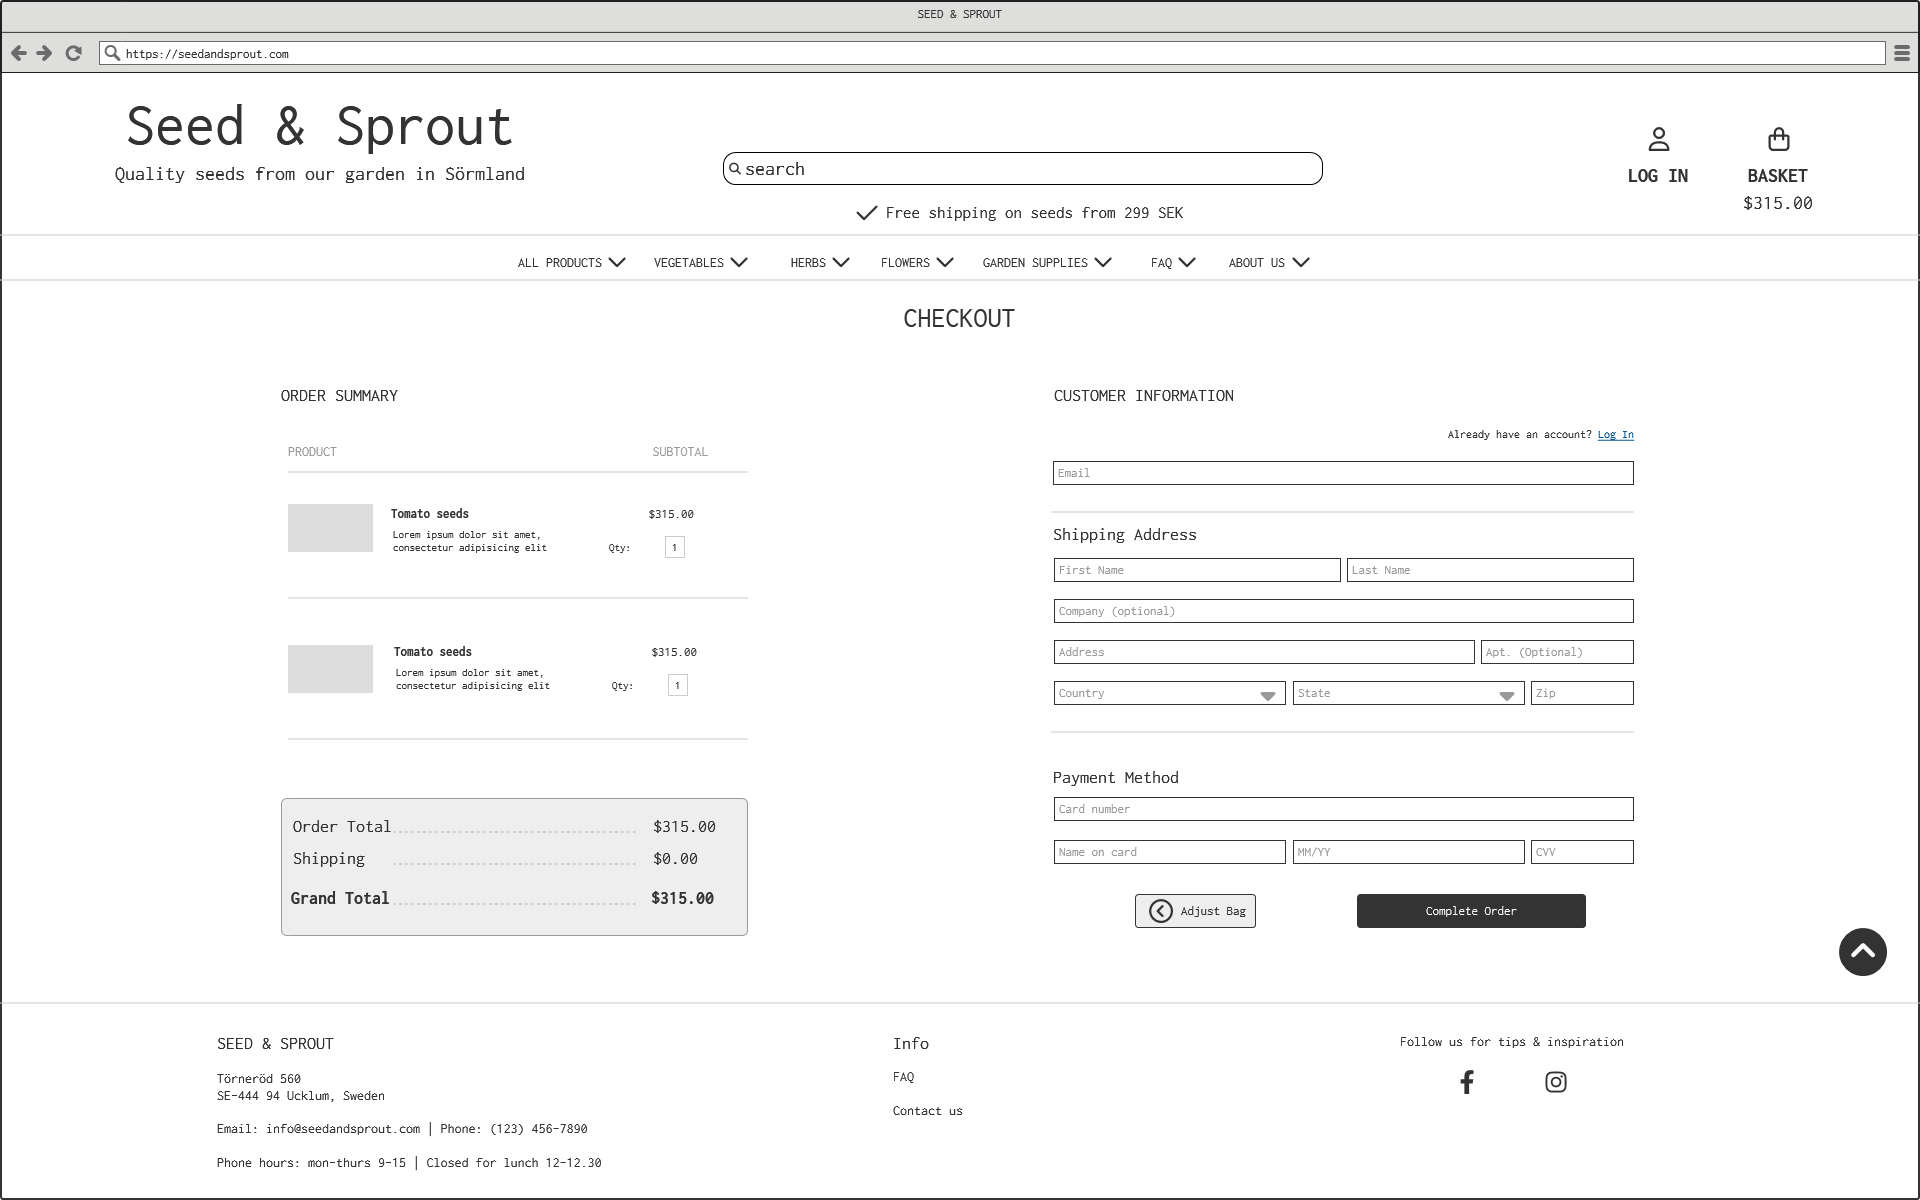 SEED & SPROUT
https://seedandsprout.com
Seed & Sprout
Quality seeds from our garden in Sörmland
search
Free shipping on seeds from 299 SEK
LOG IN
BASKET
$315.00
ALL PRODUCTS VEGETABLES HERBS FLOWERS GARDEN SUPPLIES FAQ ABOUT US
CHECKOUT
ORDER SUMMARY
PRODUCT SUBTOTAL
Tomato seeds $315.00
Lorem ipsum dolor sit amet,
consectetur adipisicing elit Qty: 1
Tomato seeds $315.00
Lorem ipsum dolor sit amet,
consectetur adipisicing elit Qty: 1
Order Total $315.00
Shipping $0.00
Grand Total $315.00
CUSTOMER INFORMATION
Already have an account? Log In
Email
Shipping Address
First Name Last Name
Company (optional)
Address Apt. (Optional)
Country State Zip
Payment Method
Card number
Name on card MM/YY CVV
Adjust Bag Complete Order
SEED & SPROUT
Törneröd 560
SE-444 94 Ucklum, Sweden
Email: info@seedandsprout.com | Phone: (123) 456-7890
Phone hours: mon-thurs 9-15 | Closed for lunch 12-12.30
Info
FAQ
Contact us
Follow us for tips & inspiration